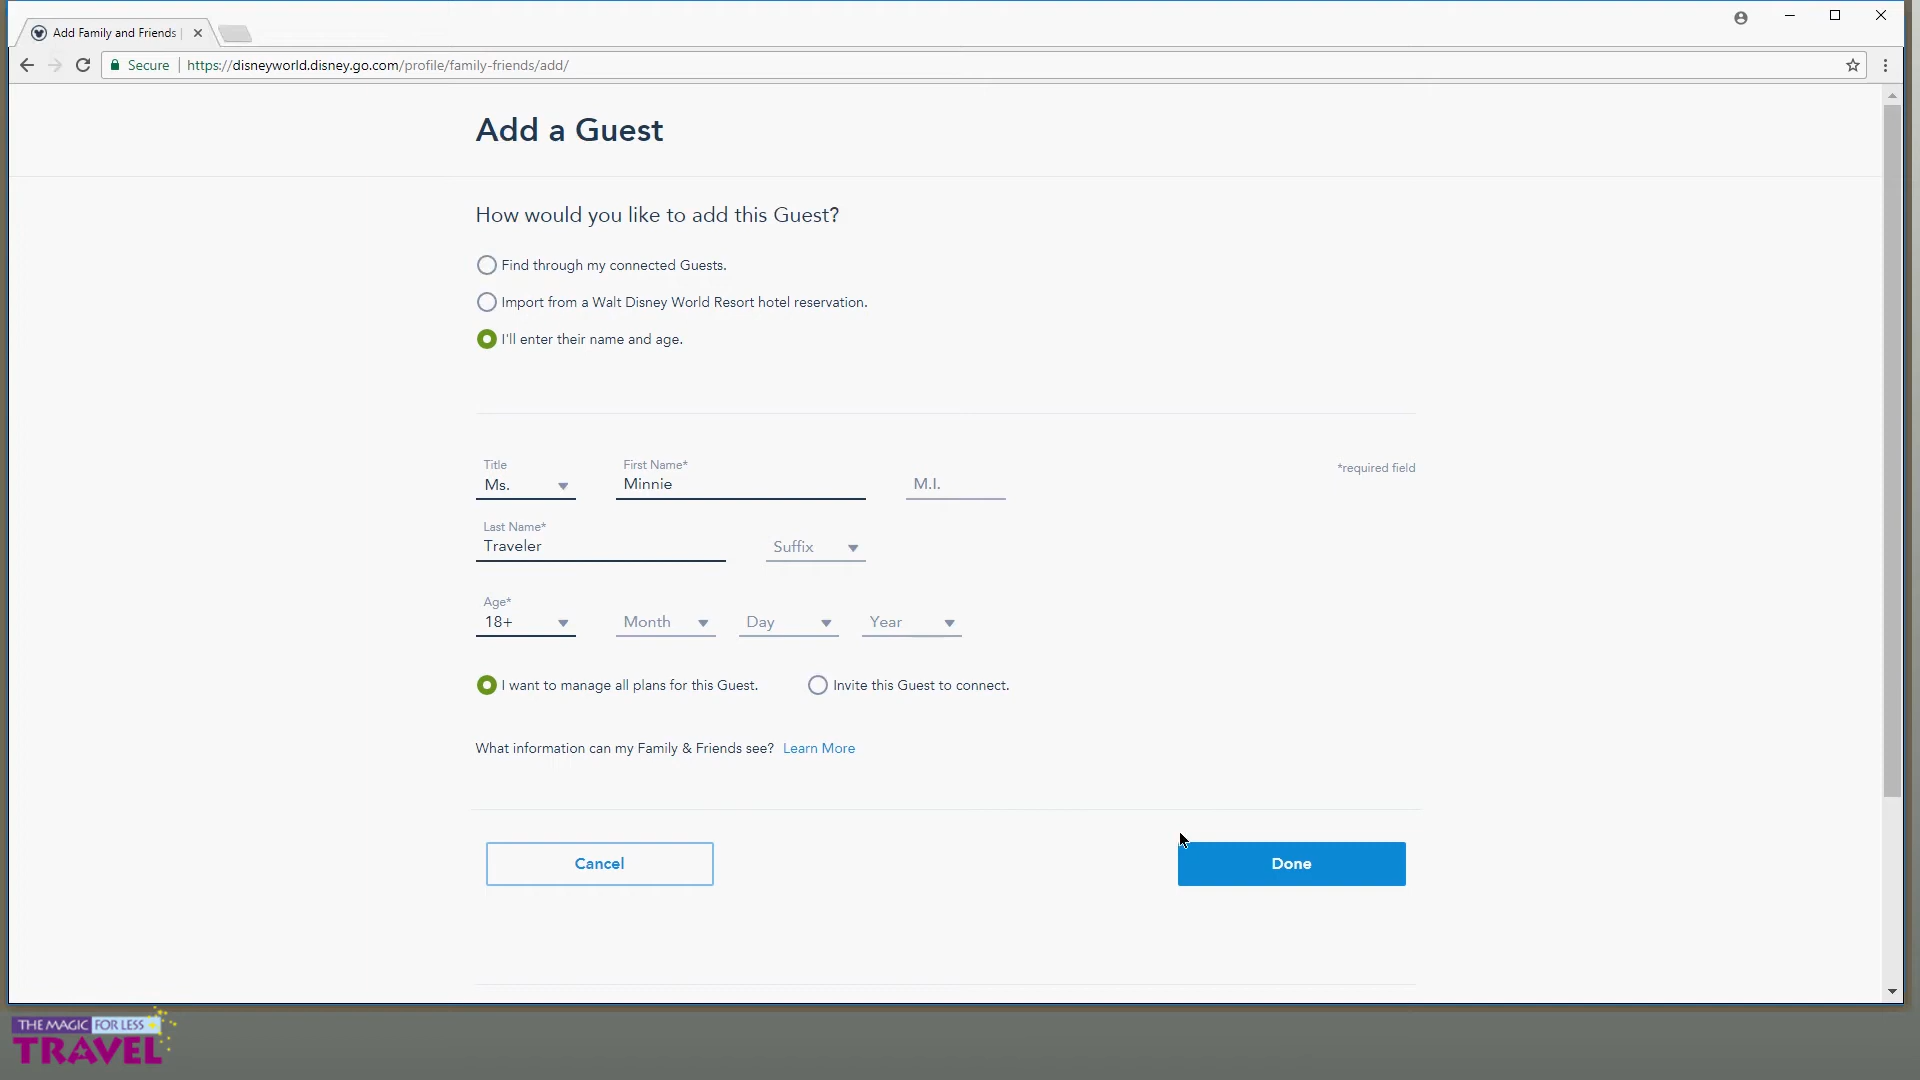 Add Family and Friends
Secure | https://disneyworld.disney.go.com/profile/family-friends/add/
Add a Guest
How would you like to add this Guest?
Find through my connected Guests.
Import from a Walt Disney World Resort hotel reservation.
I'll enter their name and age.
*required field
Title
Ms.
First Name*
Minnie
M.I.
Last Name*
Traveler
Suffix
Age*
18+
Month
Day
Year
I want to manage all plans for this Guest.
Invite this Guest to connect.
What information can my Family & Friends see? Learn More
Cancel
Done
THE MAGIC FOR LESS
TRAVEL